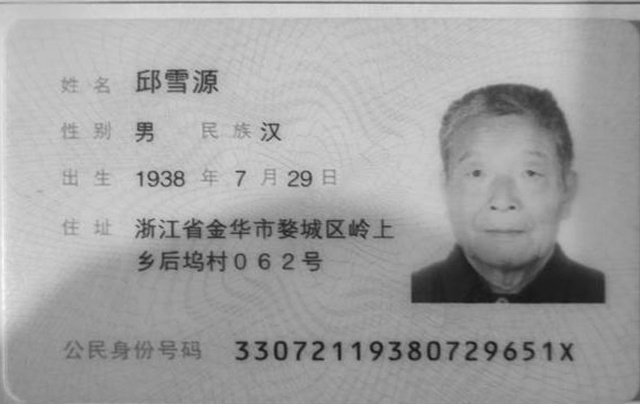 姓名 邱雪源
性别 男 民族 汉
出生 1938 年 7 月 29 日
住址 浙江省金华市婺城区岭上
乡后坞村062号
公民身份号码 33072119380729651X